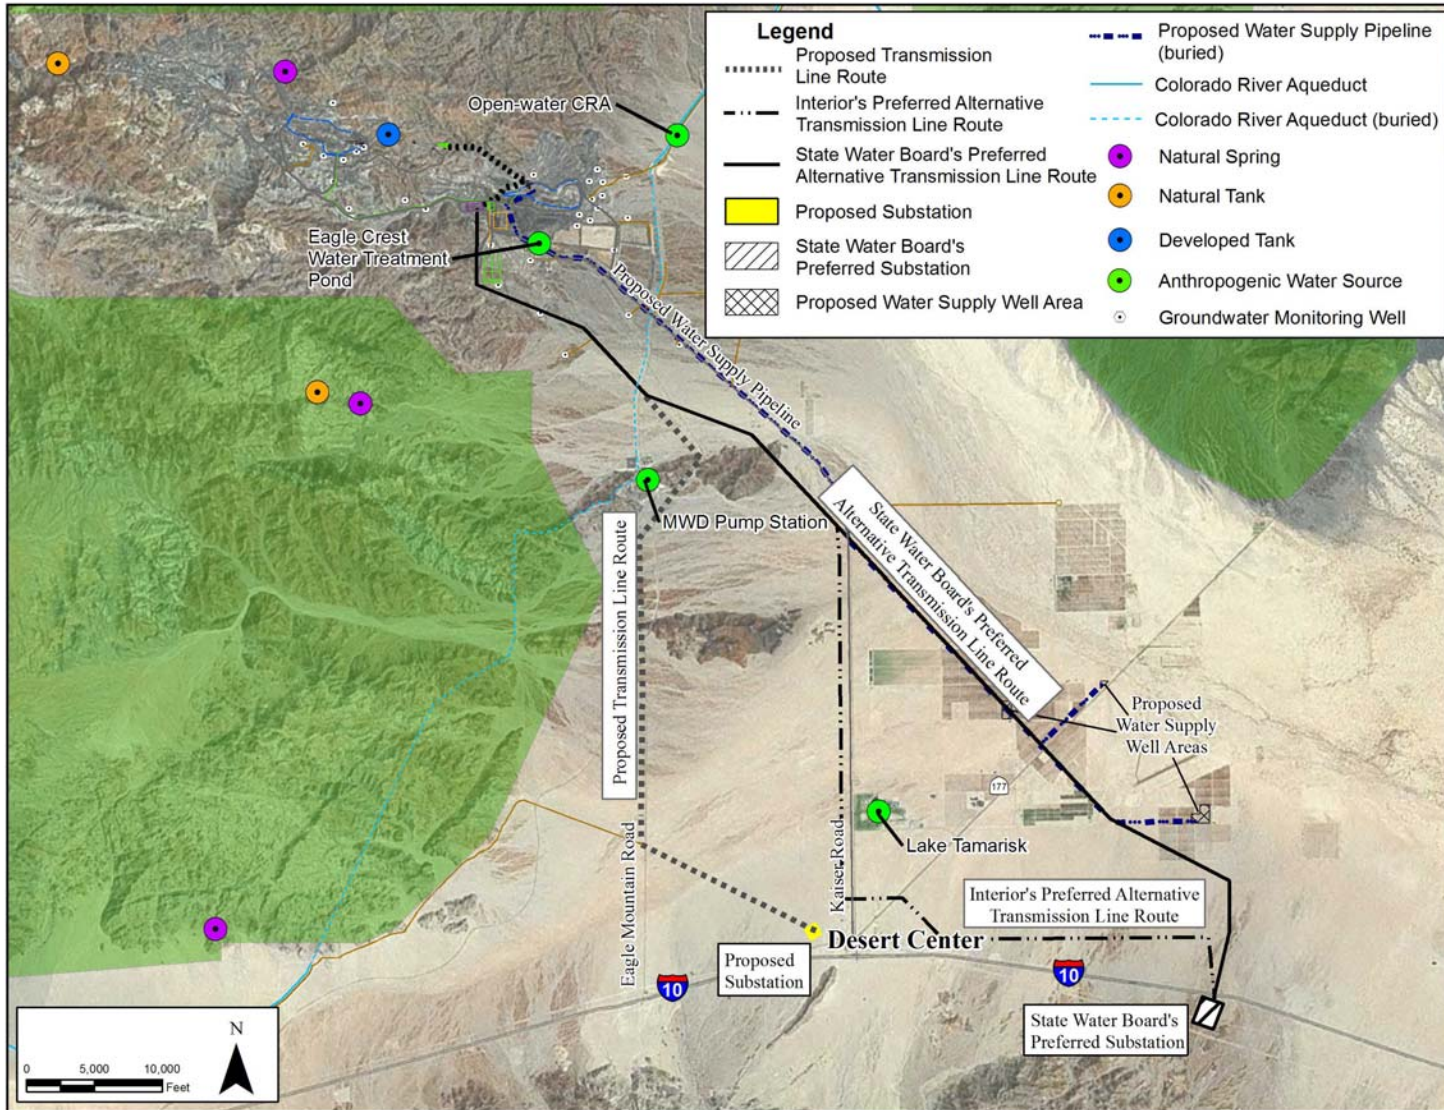 Legend
Proposed Transmission
Line Route
Interior's Preferred Alternative
Transmission Line Route
State Water Board's Preferred
Alternative Transmission Line Route
Proposed Substation
State Water Board's
Preferred Substation
Proposed Water Supply Well Area
Proposed Water Supply Pipeline
(buried)
Colorado River Aqueduct
Colorado River Aqueduct (buried)
Natural Spring
Natural Tank
Developed Tank
Anthropogenic Water Source
Groundwater Monitoring Well
Open-water CRA
Eagle Crest
Water Treatment
Pond
Proposed Water Supply Pipeline
MWD Pump Station
State Water Board's Preferred
Alternative Transmission Line Route
Proposed Transmission Line Route
Proposed
Water Supply
Well Areas
177
Lake Tamarisk
Eagle Mountain Road
Kaiser Road
Interior's Preferred Alternative
Transmission Line Route
Desert Center
Proposed
Substation
10
10
State Water Board's
Preferred Substation
N
0 5,000 10,000
Feet